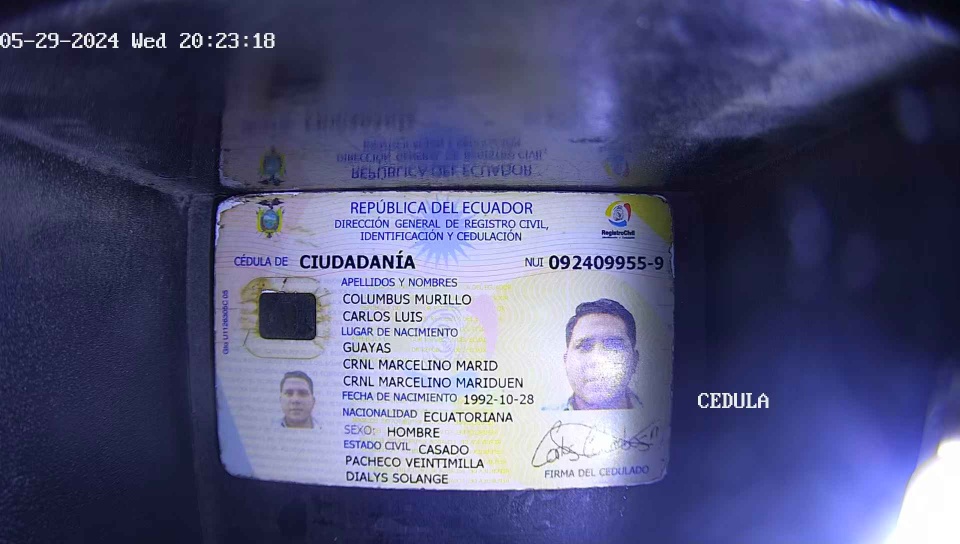 05-29-2024 Wed 20:23:18
REPÚBLICA DEL ECUADOR
DIRECCIÓN GENERAL DE REGISTRO CIVIL,
IDENTIFICACIÓN Y CEDULACIÓN
RegistroCivil
CÉDULA DE CIUDADANÍA
NUI 092409955-9
APELLIDOS Y NOMBRES
COLUMBUS MURILLO
CARLOS LUIS
LUGAR DE NACIMIENTO
GUAYAS
CRNL MARCELINO MARID
CRNL MARCELINO MARIDUEN
FECHA DE NACIMIENTO 1992-10-28
NACIONALIDAD ECUATORIANA
SEXO: HOMBRE
ESTADO CIVIL CASADO
PACHECO VEINTIMILLA
DIALYS SOLANGE
FIRMA DEL CEDULADO
CEDULA